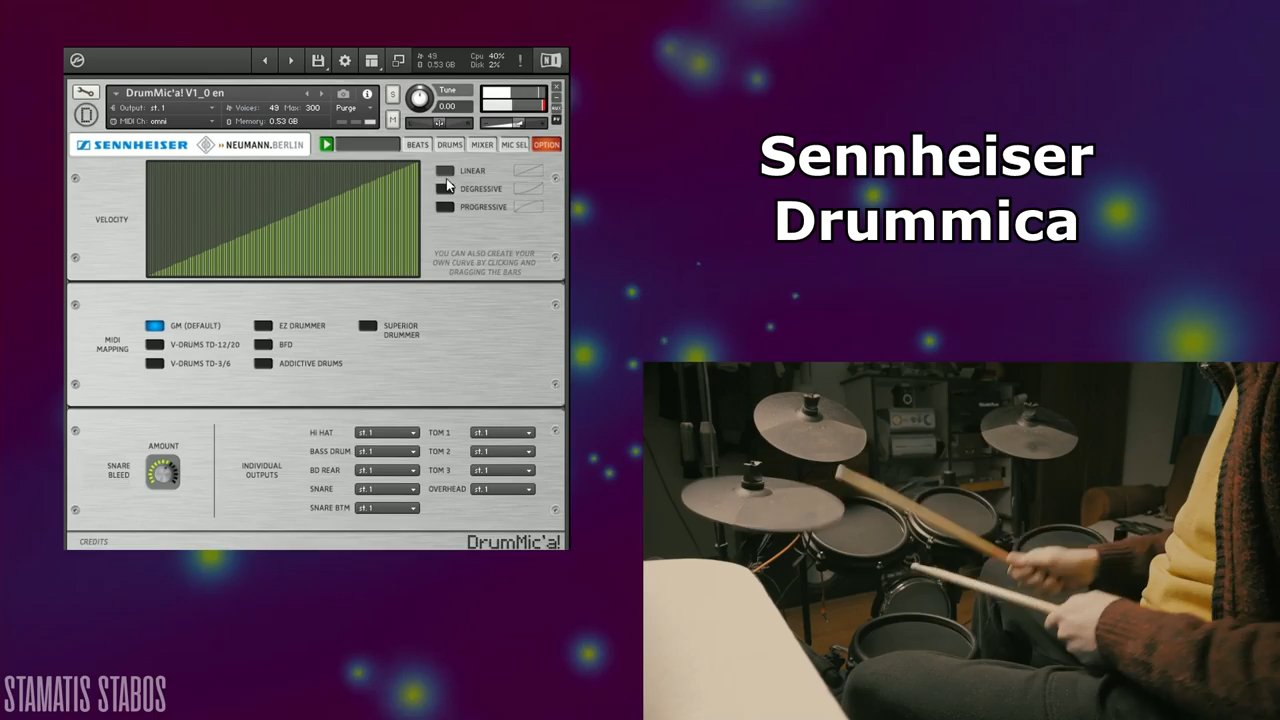 49
0.53 GB
Cpu 40%
Disk 2%
!
DrumMic'a! V1_0 en
Output: st. 1
Voices: 49 Max: 300
Purge
MIDI Ch: omni
Memory: 0.53 GB
S
M
Tune
0.00
SENNHEISER
NEUMANN.BERLIN
BEATS
DRUMS
MIXER
MIC SEL
OPTION
VELOCITY
LINEAR
DEGRESSIVE
PROGRESSIVE
YOU CAN ALSO CREATE YOUR
OWN CURVE BY CLICKING AND
DRAGGING THE BARS
MIDI
MAPPING
GM (DEFAULT)
V-DRUMS TD-12/20
V-DRUMS TD-3/6
EZ DRUMMER
BFD
ADDICTIVE DRUMS
SUPERIOR
DRUMMER
SNARE
BLEED
AMOUNT
INDIVIDUAL
OUTPUTS
HI HAT st. 1
BASS DRUM st. 1
BD REAR st. 1
SNARE st. 1
SNARE BTM st. 1
TOM 1 st. 1
TOM 2 st. 1
TOM 3 st. 1
OVERHEAD st. 1
CREDITS
DrumMic'a!
Sennheiser
Drummica
STAMATIS STABOS